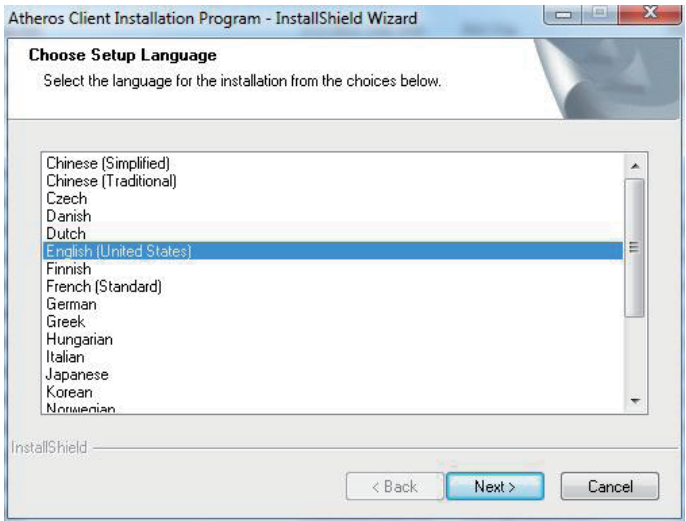 Atheros Client Installation Program - InstallShield Wizard
Choose Setup Language
Select the language for the installation from the choices below.
Chinese (Simplified)
Chinese (Traditional)
Czech
Danish
Dutch
English (United States)
Finnish
French (Standard)
German
Greek
Hungarian
Italian
Japanese
Korean
Norwegian
InstallShield
< Back
Next >
Cancel